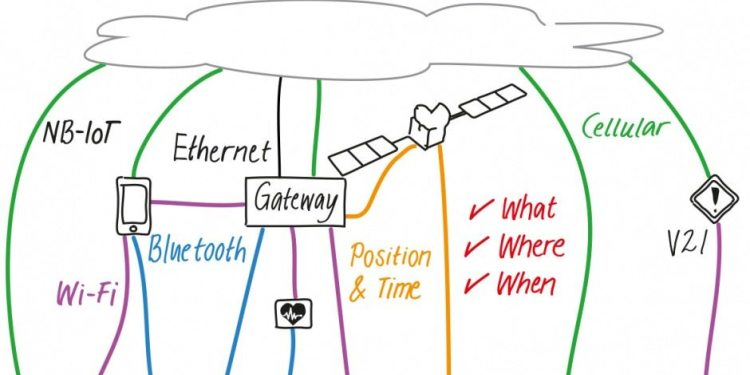 NB-IoT
Ethernet
Cellular
Gateway
Bluetooth
Position
& Time
✓ What
✓ Where
✓ When
V2I
Wi-Fi
!